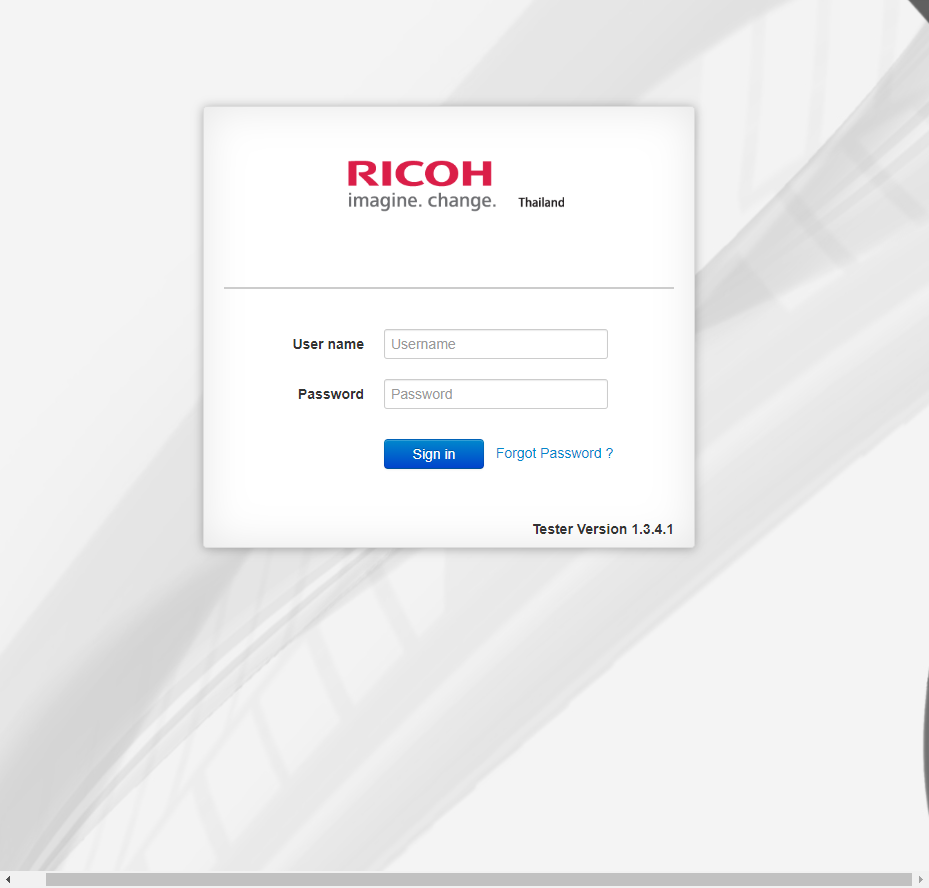 RICOH
imagine. change. Thailand
User name Username
Password Password
Sign in Forgot Password ?
Tester Version 1.3.4.1